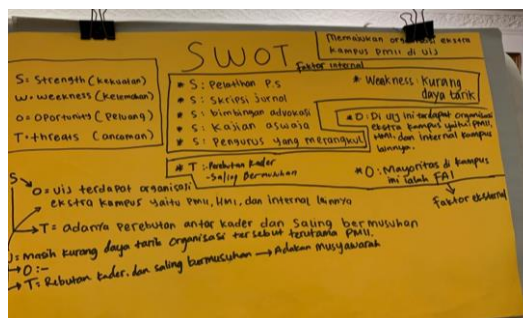 Memasukan organisasi ekstra
kampus PMII di UIJ
SWOT
faktor internal
S = Strength (kekuatan)
W = Weekness (kelemahan)
O = OPortunity (Peluang)
T = threats (ancaman)
* S : Pelatihan P.S
* S : Skripsi Jurnal
* S : bimbingan advokasi
* S : Kajian aswaja
* S : Pengurus yang merangkul
* Weakness : kurang
daya tarik
* O : Di UIJ ini terdapat organisasi
ekstra kampus yaitu PMII,
HMI, dan Internal kampus
lainnya.
* T : Perebutan kader
- Saling Bermusuhan
* O : Mayoritas di kampus
ini ialah FAI
faktor eksternal
S
O = UIJ terdapat organisasi
ekstra kampus yaitu PMII, HMI, dan internal lainnya
T = adanya Perebutan antar kader dan Saling bermusuhan
W = Masih kurang daya tarik organisasi tersebut terutama PMII.
O : -
T : Rebutan kader. dan saling bermusuhan → Adakan musyawarah